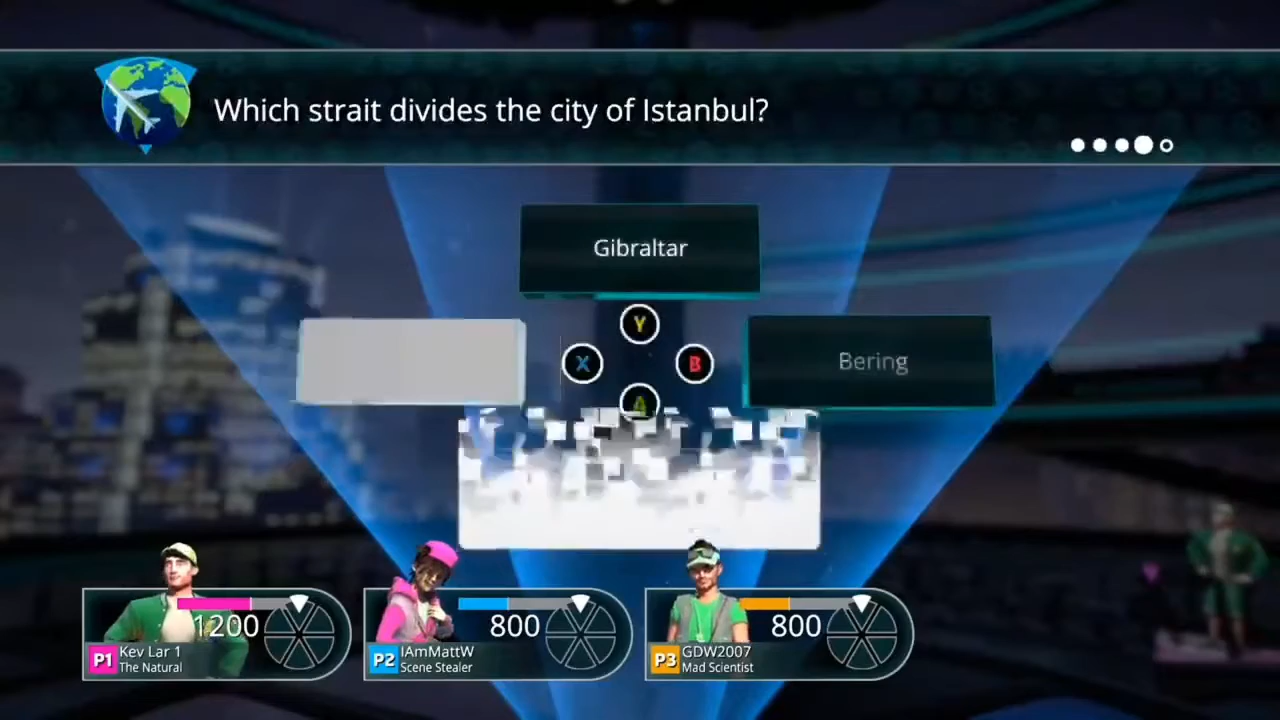 Which strait divides the city of Istanbul?
Gibraltar
Y
X
B
Bering
A
1200
P1
Kev Lar 1
The Natural
800
P2
IAmMattW
Scene Stealer
800
P3
GDW2007
Mad Scientist